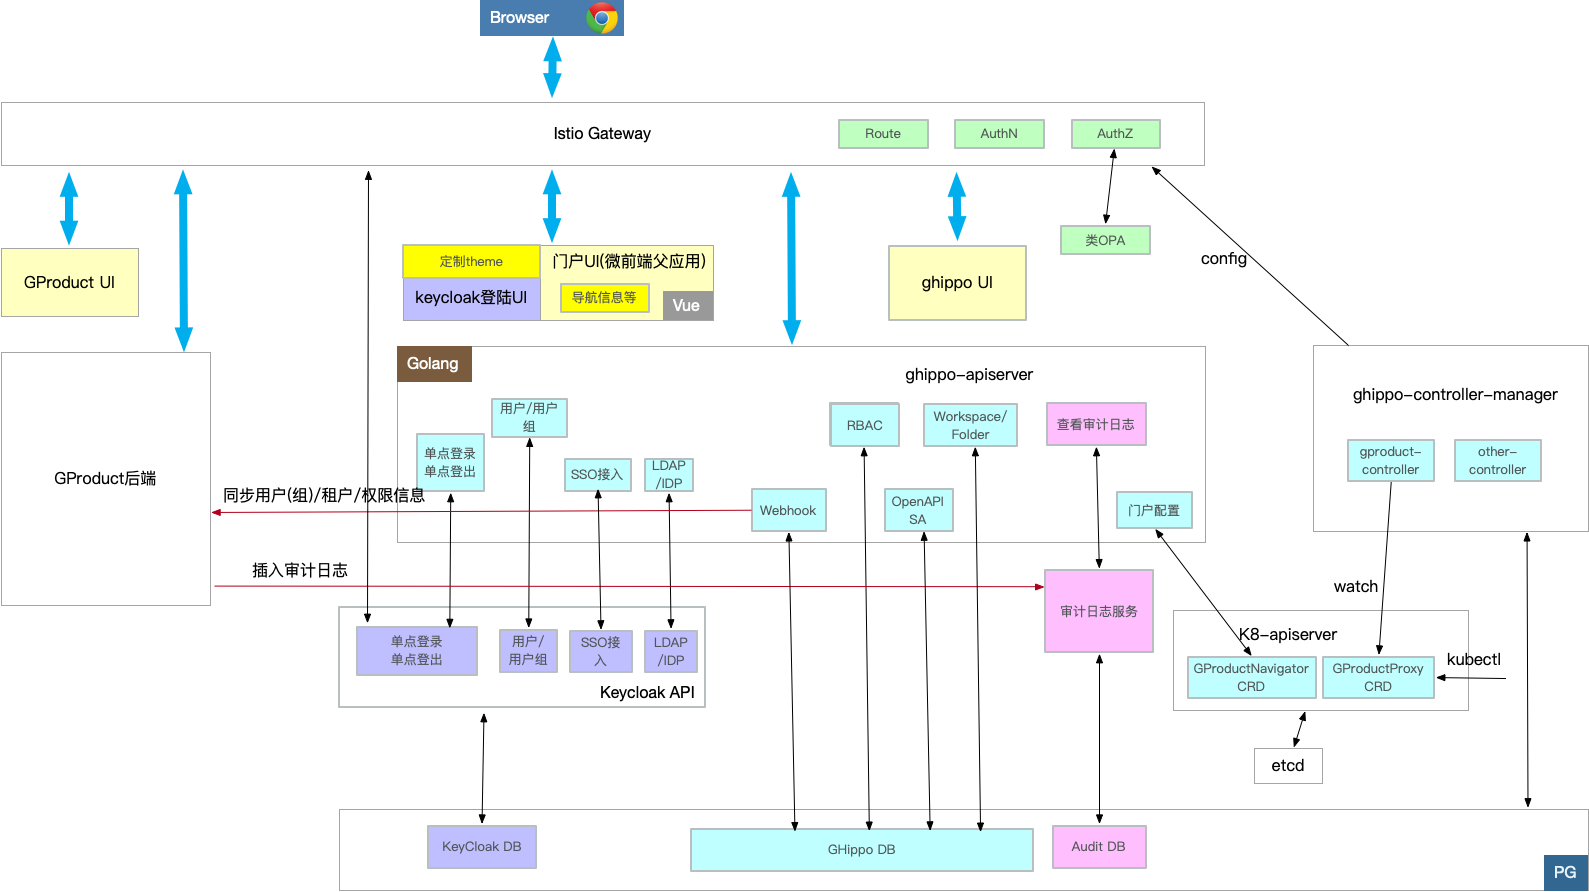 Browser
Istio Gateway
Route
AuthN
AuthZ
类OPA
config
GProduct UI
定制theme
keycloak登陆UI
门户UI(微前端父应用)
导航信息等
Vue
ghippo UI
GProduct后端
Golang
ghippo-apiserver
用户/用户
组
单点登录
单点登出
SSO接入
LDAP
/IDP
RBAC
Workspace/
Folder
查看审计日志
Webhook
OpenAPI
SA
门户配置
ghippo-controller-manager
gproduct-
controller
other-
controller
同步用户(组)/租户/权限信息
插入审计日志
watch
审计日志服务
单点登录
单点登出
用户/
用户组
SSO接
入
LDAP
/IDP
Keycloak API
K8-apiserver
GProductNavigator
CRD
GProductProxy
CRD
kubectl
etcd
KeyCloak DB
GHippo DB
Audit DB
PG